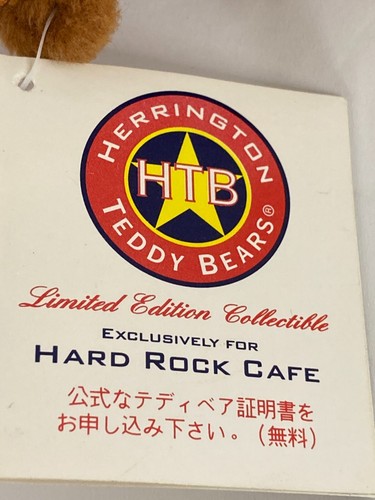 HERRINGTON
HTB
TEDDY BEARS®
Limited Edition Collectible
EXCLUSIVELY FOR
HARD ROCK CAFE
公式なテディベア証明書を
お申し込み下さい。（無料）